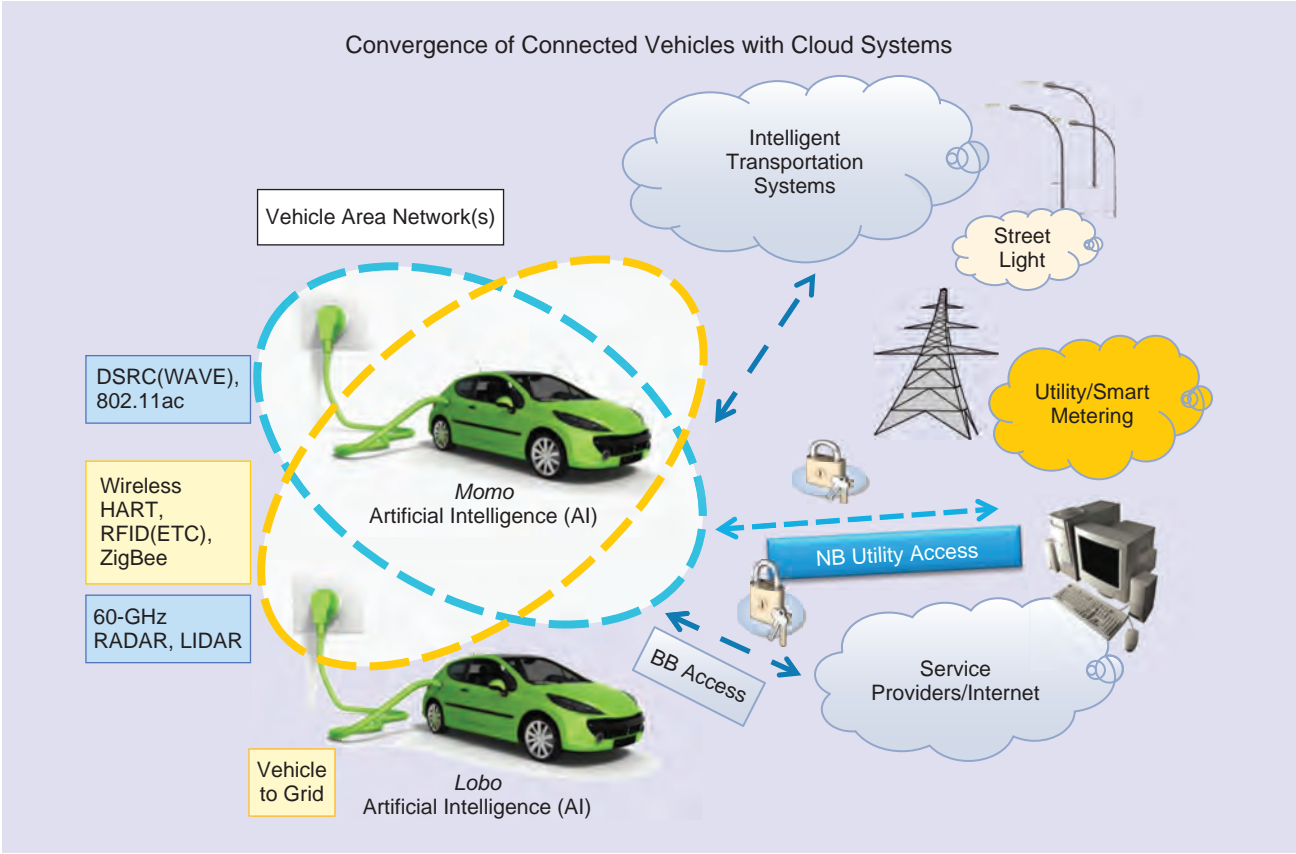 Convergence of Connected Vehicles with Cloud Systems
Intelligent
Transportation
Systems
Vehicle Area Network(s)
Street
Light
DSRC(WAVE),
802.11ac
Utility/Smart
Metering
Wireless
HART,
RFID(ETC),
ZigBee
Momo
Artificial Intelligence (AI)
NB Utility Access
60-GHz
RADAR, LIDAR
BB Access
Service
Providers/Internet
Vehicle
to Grid
Lobo
Artificial Intelligence (AI)